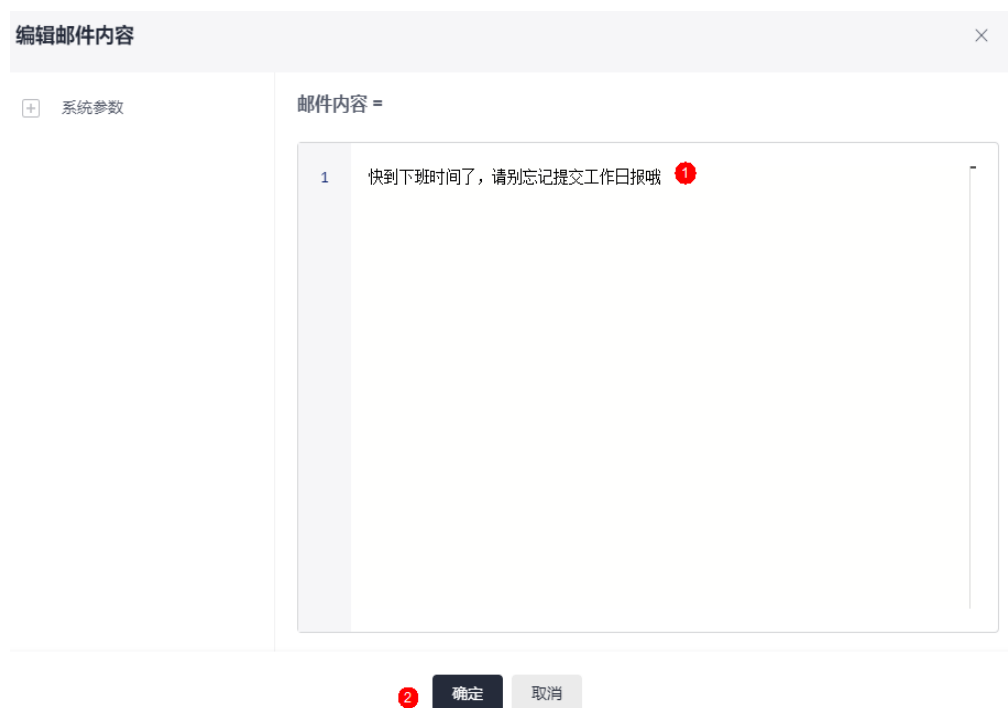 编辑邮件内容
系统参数
邮件内容 =
1 快到下班时间了，请别忘记提交工作日报哦 1
2 确定 取消